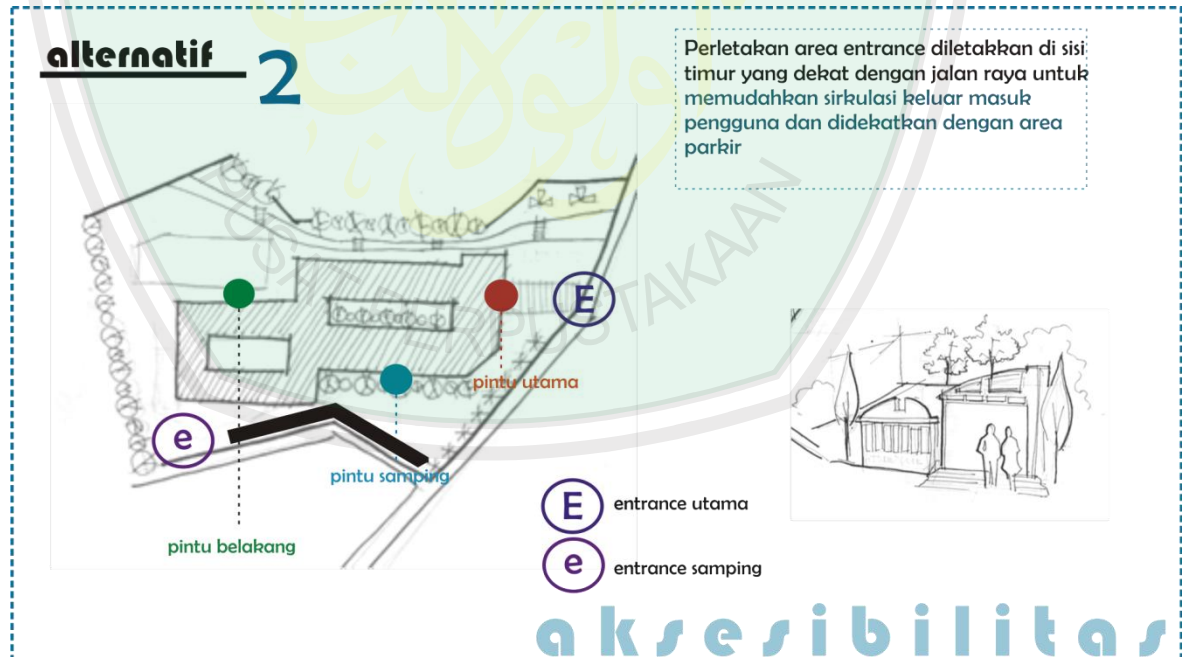 alternatif 2
Perletakan area entrance diletakkan di sisi
timur yang dekat dengan jalan raya untuk
memudahkan sirkulasi keluar masuk
pengguna dan didekatkan dengan area
parkir
E
pintu utama
e
pintu samping
pintu belakang
E entrance utama
e entrance samping
aksesibilitas